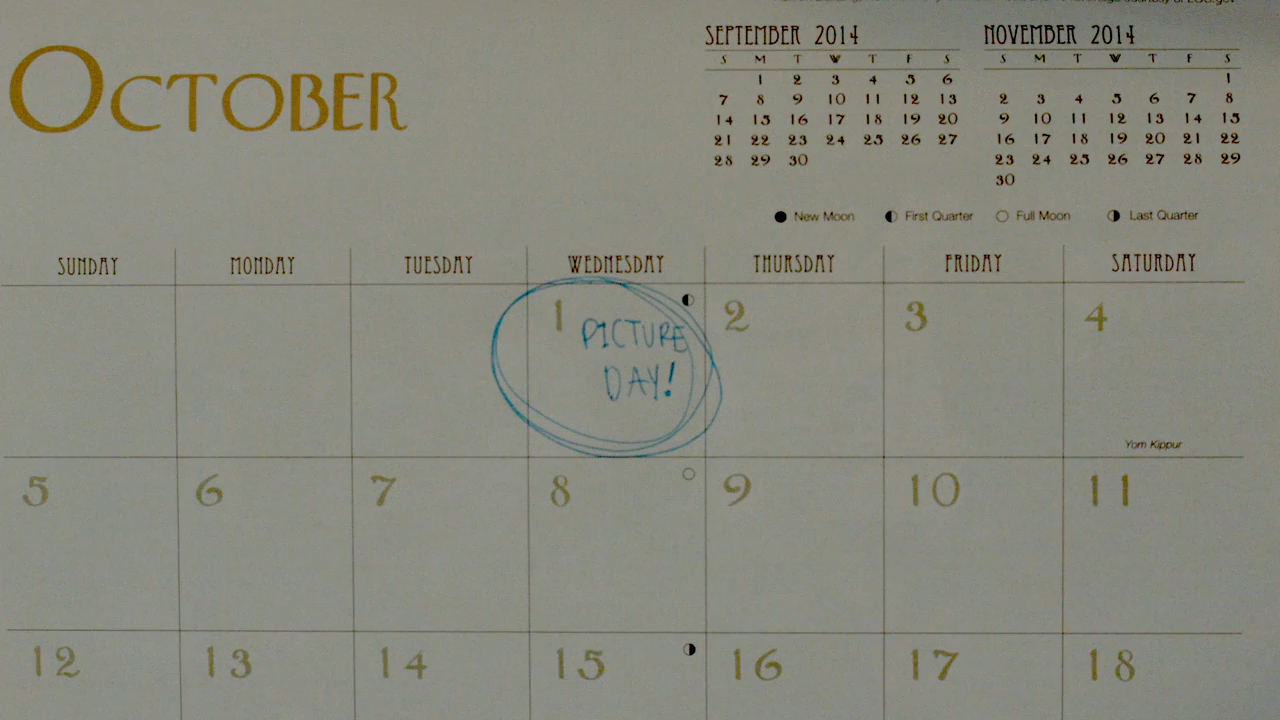 OCTOBER
SEPTEMBER 2014
S M T W T F S
1 2 3 4 5 6
7 8 9 10 11 12 13
14 15 16 17 18 19 20
21 22 23 24 25 26 27
28 29 30
NOVEMBER 2014
S M T W T F S
1
2 3 4 5 6 7 8
9 10 11 12 13 14 15
16 17 18 19 20 21 22
23 24 25 26 27 28 29
30
New Moon First Quarter Full Moon Last Quarter
SUNDAY MONDAY TUESDAY WEDNESDAY THURSDAY FRIDAY SATURDAY
1 2 3 4
PICTURE
DAY!
Yom Kippur
5 6 7 8 9 10 11
12 13 14 15 16 17 18